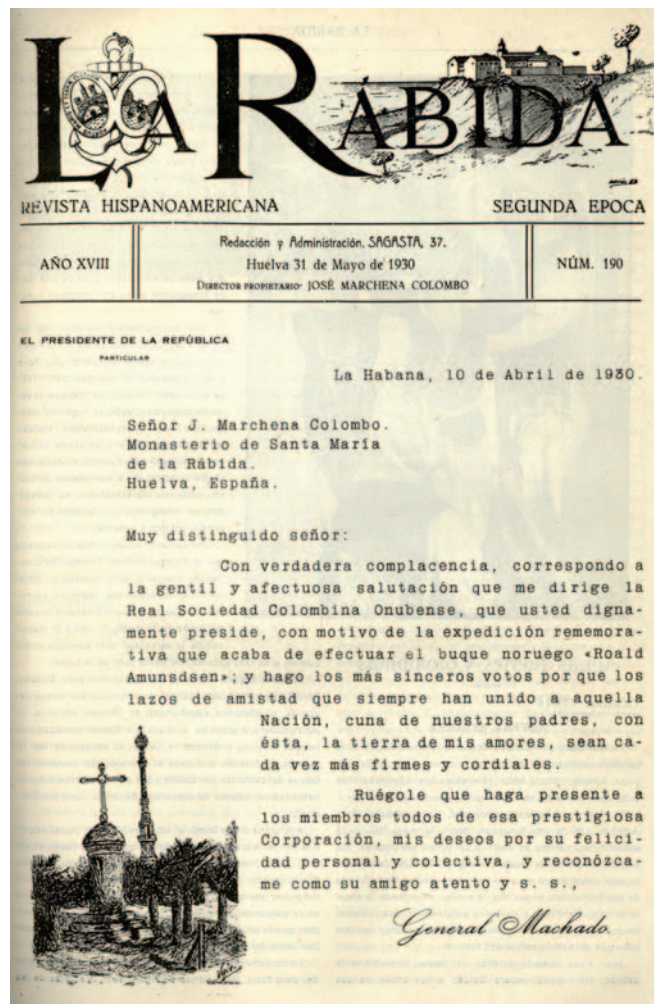 LA RÁBIDA
REVISTA HISPANOAMERICANA
SEGUNDA EPOCA
AÑO XVIII
Redacción y Administración, SAGASTA, 37.
Huelva 31 de Mayo de 1930
DIRECTOR PROPIETARIO- JOSÉ MARCHENA COLOMBO
NÚM. 190
EL PRESIDENTE DE LA REPÚBLICA
PARTICULAR
La Habana, 10 de Abril de 1930.
Señor J. Marchena Colombo.
Monasterio de Santa María
de la Rábida.
Huelva, España.
Muy distinguido señor:
Con verdadera complacencia, correspondo a
la gentil y afectuosa salutación que me dirige la
Real Sociedad Colombina Onubense, que usted digna-
mente preside, con motivo de la expedición rememora-
tiva que acaba de efectuar el buque noruego «Roald
Amunsdsen»; y hago los más sinceros votos por que los
lazos de amistad que siempre han unido a aquella
Nación, cuna de nuestros padres, con
ésta, la tierra de mis amores, sean ca-
da vez más firmes y cordiales.
Ruégole que haga presente a
los miembros todos de esa prestigiosa
Corporación, mis deseos por su felici-
dad personal y colectiva, y reconózca-
me como su amigo atento y s. s.,
General Machado.